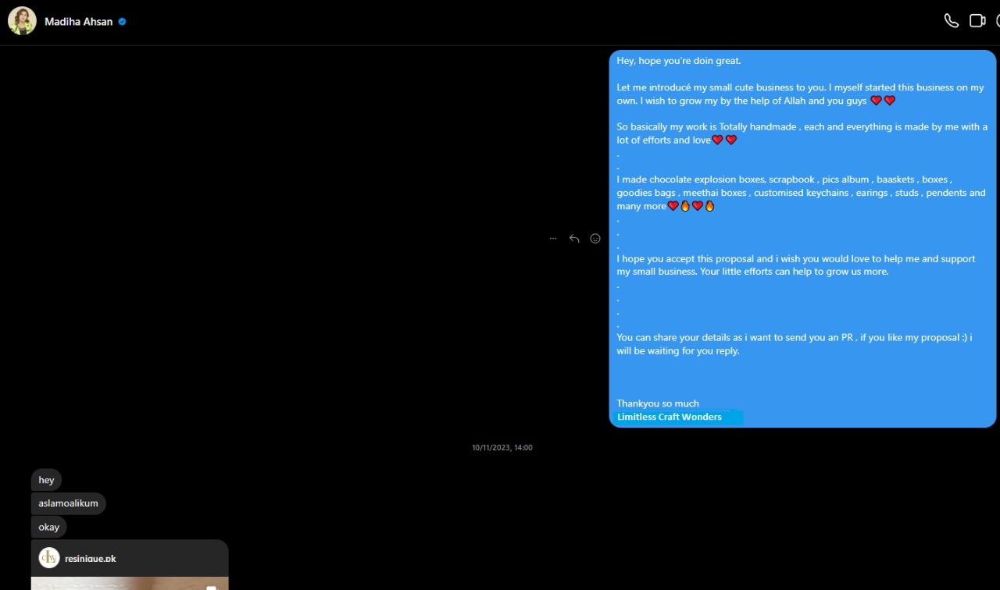 Madiha Ahsan
Hey, hope you're doin great.
Let me introducé my small cute business to you. I myself started this business on my
own. I wish to grow my by the help of Allah and you guys ❤️❤️
So basically my work is Totally handmade , each and everything is made by me with a
lot of efforts and love❤️❤️
.
.
I made chocolate explosion boxes, scrapbook , pics album , baaskets , boxes ,
goodies bags , meethai boxes , customised keychains , earings , studs , pendents and
many more❤️🔥❤️🔥
.
.
.
I hope you accept this proposal and i wish you would love to help me and support
my small business. Your little efforts can help to grow us more.
.
.
.
.
You can share your details as i want to send you an PR , if you like my proposal :) i
will be waiting for you reply.
Thankyou so much
Limitless Craft Wonders
10/11/2023, 14:00
hey
aslamoalikum
okay
resinique.pk